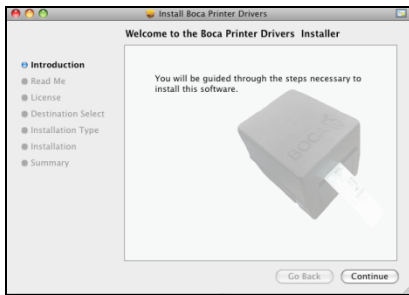 Install Boca Printer Drivers
Welcome to the Boca Printer Drivers Installer
Introduction
Read Me
License
Destination Select
Installation Type
Installation
Summary
You will be guided through the steps necessary to
install this software.
BOCA
Go Back
Continue